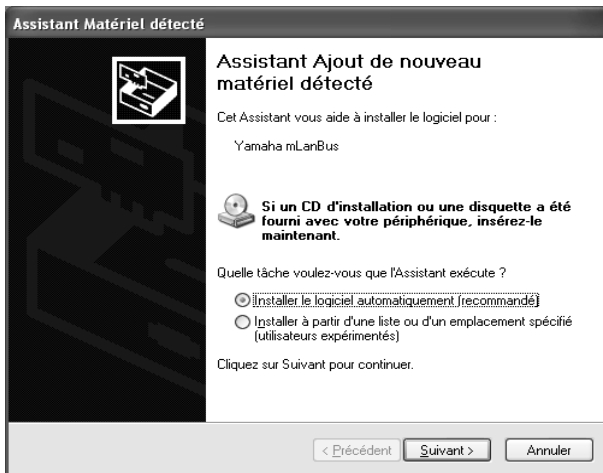 Assistant Matériel détecté
Assistant Ajout de nouveau
matériel détecté
Cet Assistant vous aide à installer le logiciel pour :
Yamaha mLanBus
Si un CD d'installation ou une disquette a été
fourni avec votre périphérique, insérez-le
maintenant.
Quelle tâche voulez-vous que l'Assistant exécute ?
Installer le logiciel automatiquement (recommandé)
Installer à partir d'une liste ou d'un emplacement spécifié
(utilisateurs expérimentés)
Cliquez sur Suivant pour continuer.
< Précédent
Suivant >
Annuler